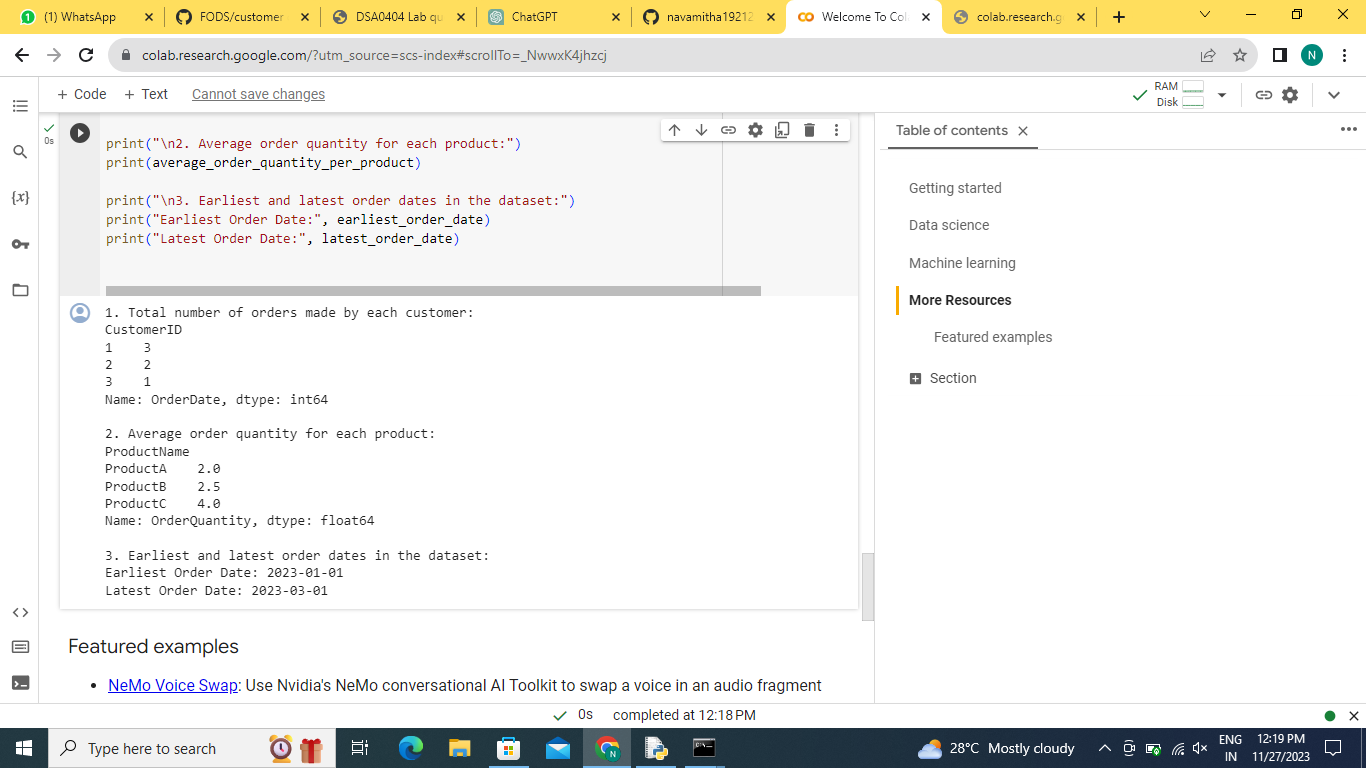 (1) WhatsApp
FODS/customer
DSA0404 Lab qu
ChatGPT
navamitha19212
Welcome To Col
colab.research.g
colab.research.google.com/?utm_source=scs-index#scrollTo=_NwwxK4jhzcj
N
+ Code + Text Cannot save changes
RAM
Disk
0s
print("\n2. Average order quantity for each product:")
print(average_order_quantity_per_product)
print("\n3. Earliest and latest order dates in the dataset:")
print("Earliest Order Date:", earliest_order_date)
print("Latest Order Date:", latest_order_date)
{x}
1. Total number of orders made by each customer:
CustomerID
1    3
2    2
3    1
Name: OrderDate, dtype: int64
2. Average order quantity for each product:
ProductName
ProductA    2.0
ProductB    2.5
ProductC    4.0
Name: OrderQuantity, dtype: float64
3. Earliest and latest order dates in the dataset:
Earliest Order Date: 2023-01-01
Latest Order Date: 2023-03-01
Featured examples
• NeMo Voice Swap: Use Nvidia's NeMo conversational AI Toolkit to swap a voice in an audio fragment
Table of contents
Getting started
Data science
Machine learning
More Resources
Featured examples
Section
0s completed at 12:18 PM
Type here to search
28°C Mostly cloudy
ENG
IN
12:19 PM
11/27/2023